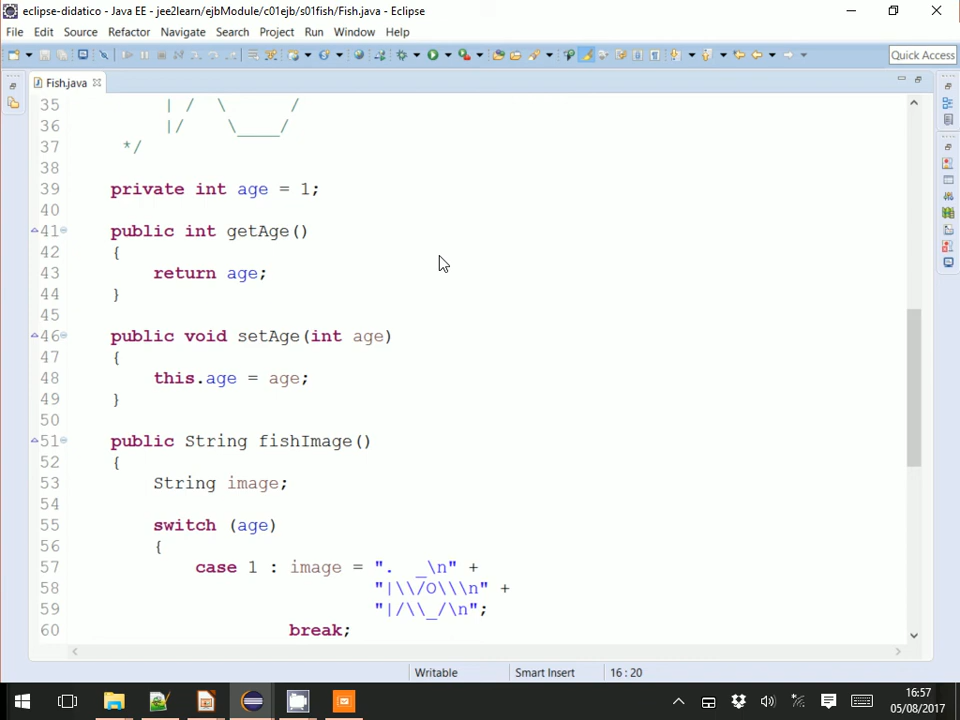 eclipse-didatico - Java EE - jee2learn/ejbModule/c01ejb/s01fish/Fish.java - Eclipse
File Edit Source Refactor Navigate Search Project Run Window Help
Quick Access
Fish.java
35 | / \ /
36 |/ \____/
37 */
38
39 private int age = 1;
40
41 public int getAge()
42 {
43 return age;
44 }
45
46 public void setAge(int age)
47 {
48 this.age = age;
49 }
50
51 public String fishImage()
52 {
53 String image;
54
55 switch (age)
56 {
57 case 1 : image = ".  _\n" +
58 "|\\/O\\\n" +
59 "|/\\_/\n";
60 break;
Writable Smart Insert 16 : 20
16:57
05/08/2017